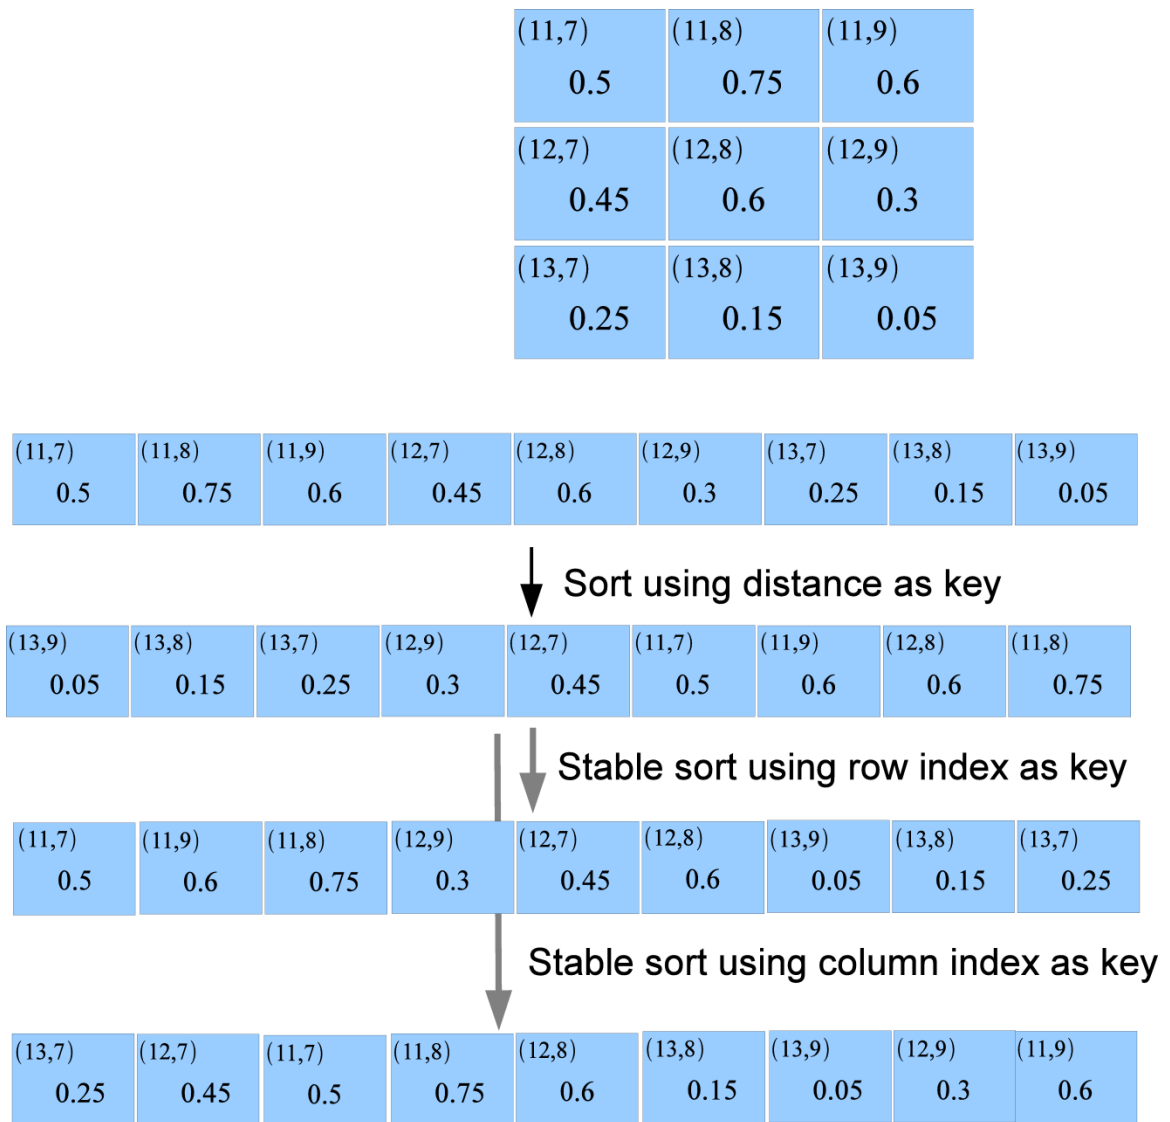 (11,7) (11,8) (11,9)
0.5 0.75 0.6
(12,7) (12,8) (12,9)
0.45 0.6 0.3
(13,7) (13,8) (13,9)
0.25 0.15 0.05
(11,7) (11,8) (11,9) (12,7) (12,8) (12,9) (13,7) (13,8) (13,9)
0.5 0.75 0.6 0.45 0.6 0.3 0.25 0.15 0.05
Sort using distance as key
(13,9) (13,8) (13,7) (12,9) (12,7) (11,7) (11,9) (12,8) (11,8)
0.05 0.15 0.25 0.3 0.45 0.5 0.6 0.6 0.75
Stable sort using row index as key
(11,7) (11,9) (11,8) (12,9) (12,7) (12,8) (13,9) (13,8) (13,7)
0.5 0.6 0.75 0.3 0.45 0.6 0.05 0.15 0.25
Stable sort using column index as key
(13,7) (12,7) (11,7) (11,8) (12,8) (13,8) (13,9) (12,9) (11,9)
0.25 0.45 0.5 0.75 0.6 0.15 0.05 0.3 0.6